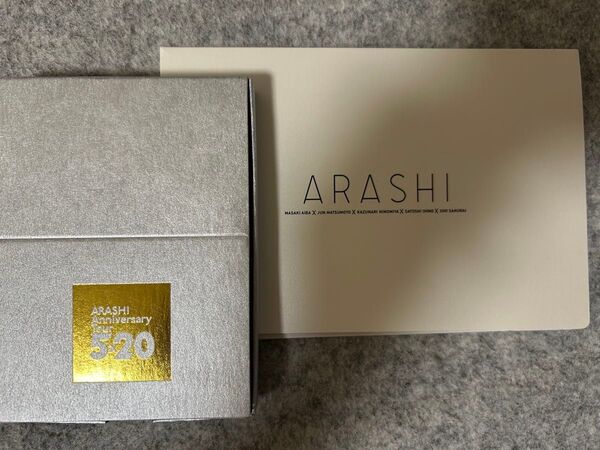 ARASHI
MASAKI AIBA X JUN MATSUMOTO X KAZUNARI NINOMIYA X SATOSHI OHNO X SHO SAKURAI
ARASHI
Anniversary
Tour
5×20